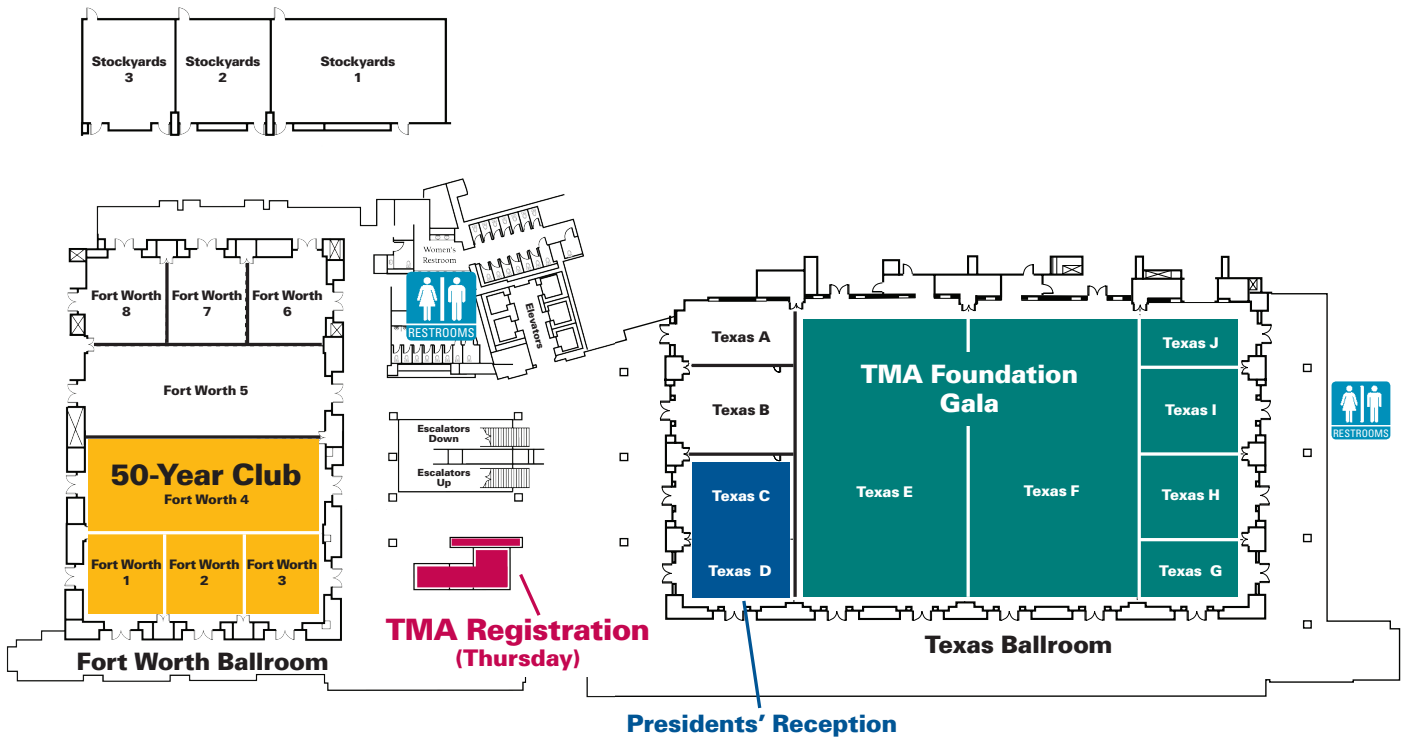 Stockyards
3
Stockyards
2
Stockyards
1
Women's
Restroom
RESTROOMS
Elevators
Fort Worth
8
Fort Worth
7
Fort Worth
6
Fort Worth 5
50-Year Club
Fort Worth 4
Fort Worth
1
Fort Worth
2
Fort Worth
3
Fort Worth Ballroom
Escalators
Down
Escalators
Up
TMA Registration
(Thursday)
Texas A
Texas B
Texas C
Texas D
TMA Foundation
Gala
Texas E
Texas F
Texas J
Texas I
Texas H
Texas G
RESTROOMS
Texas Ballroom
Presidents’ Reception